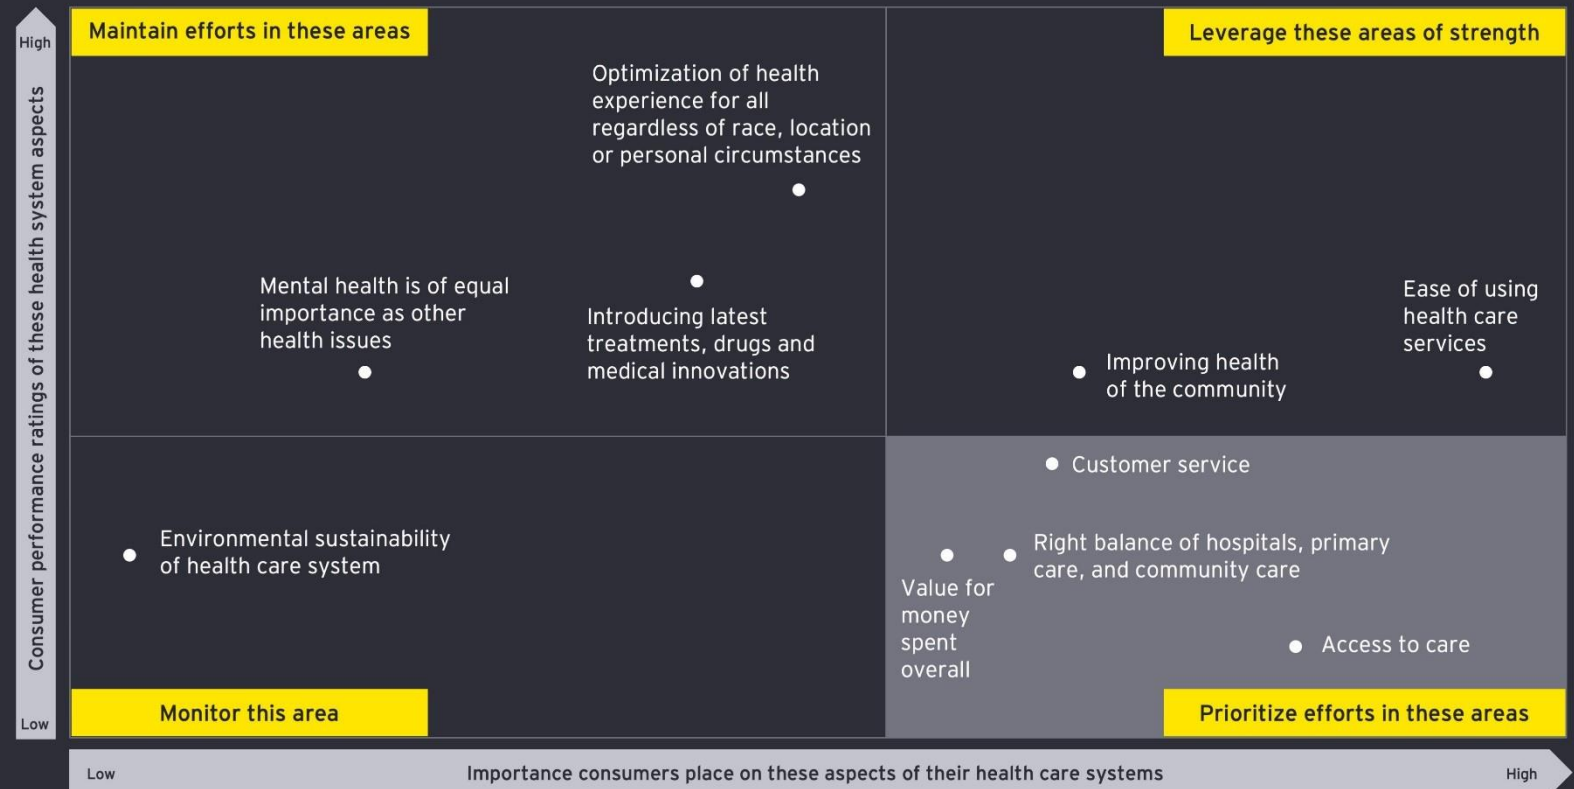 High
Consumer performance ratings of these health system aspects
Low
Maintain efforts in these areas
Leverage these areas of strength
Optimization of health
experience for all
regardless of race, location
or personal circumstances
Mental health is of equal
importance as other
health issues
Introducing latest
treatments, drugs and
medical innovations
Improving health
of the community
Ease of using
health care
services
Environmental sustainability
of health care system
Customer service
Right balance of hospitals, primary
care, and community care
Value for
money
spent
overall
Access to care
Monitor this area
Prioritize efforts in these areas
Low
Importance consumers place on these aspects of their health care systems
High